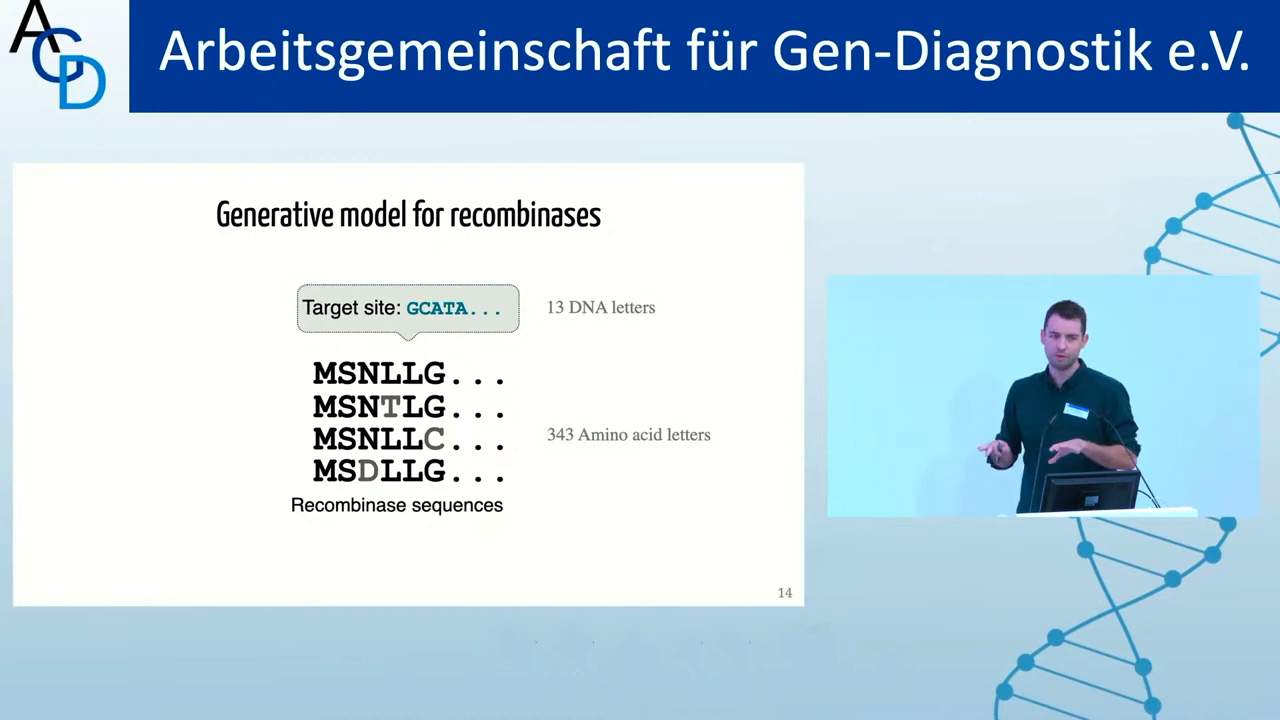 AGD
Arbeitsgemeinschaft für Gen-Diagnostik e.V.
Generative model for recombinases
Target site: GCATA...
13 DNA letters
MSNLLG...
MSNTLG...
MSNLLC...
MSDLLG...
343 Amino acid letters
Recombinase sequences
14